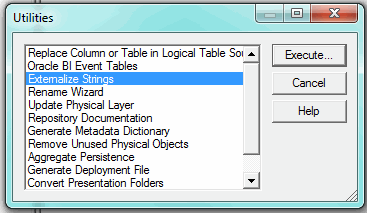 Utilities
Replace Column or Table in Logical Table Sou
Oracle BI Event Tables
Externalize Strings
Rename Wizard
Update Physical Layer
Repository Documentation
Generate Metadata Dictionary
Remove Unused Physical Objects
Aggregate Persistence
Generate Deployment File
Convert Presentation Folders
Execute...
Cancel
Help